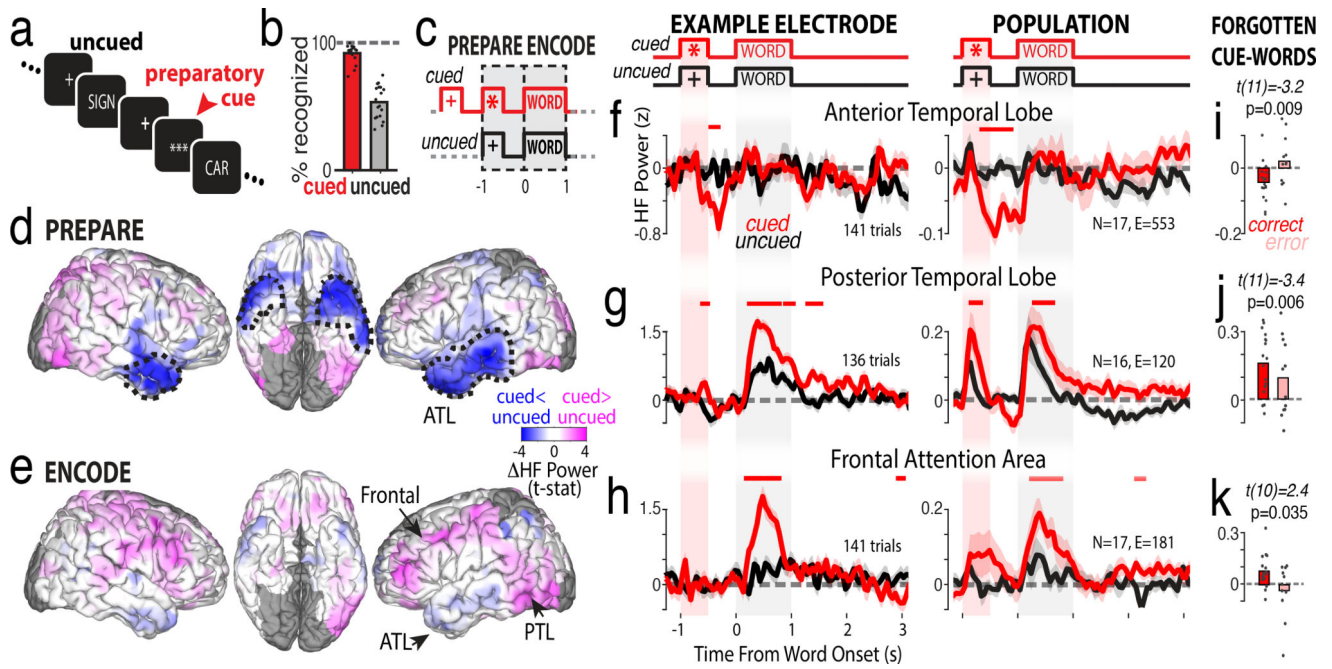 a
uncued
+
SIGN
+
***
CAR
preparatory
cue
b
% recognized
100
0
cued uncued
c
PREPARE ENCODE
cued
+ * WORD
uncued
+ WORD
-1 0 1
d PREPARE
ATL
cued< cued>
uncued uncued
-4 0 4
ΔHF Power
(t-stat)
e ENCODE
Frontal
ATL
PTL
EXAMPLE ELECTRODE
POPULATION
FORGOTTEN
CUE-WORDS
cued
* WORD
* WORD
uncued
+ WORD
+ WORD
Anterior Temporal Lobe
f
HF Power (z)
0
-0.8
cued
uncued
141 trials
0
-0.1
N=17, E=553
i
t(11)=-3.2
p=0.009
0
-0.2
correct
error
Posterior Temporal Lobe
g
1.5
0
136 trials
0.2
0
N=16, E=120
j
t(11)=-3.4
p=0.006
0.3
0
Frontal Attention Area
h
1.5
0
141 trials
0.2
0
N=17, E=181
k
t(10)=2.4
p=0.035
0.3
0
-1 0 1 2 3
Time From Word Onset (s)